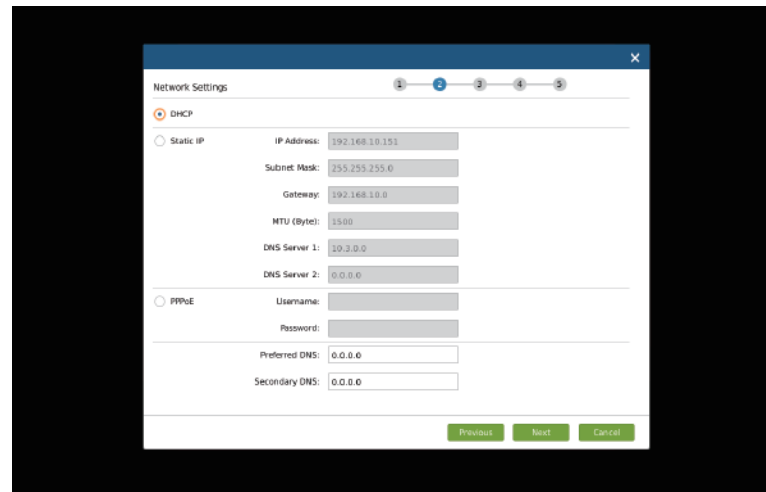 ×
Network Settings 1 2 3 4 5
DHCP
Static IP IP Address: 192.168.10.151
Subnet Mask: 255.255.255.0
Gateway: 192.168.10.0
MTU (Byte): 1500
DNS Server 1: 10.3.0.0
DNS Server 2: 0.0.0.0
PPPoE Username:
Password:
Preferred DNS: 0.0.0.0
Secondary DNS: 0.0.0.0
Previous Next Cancel